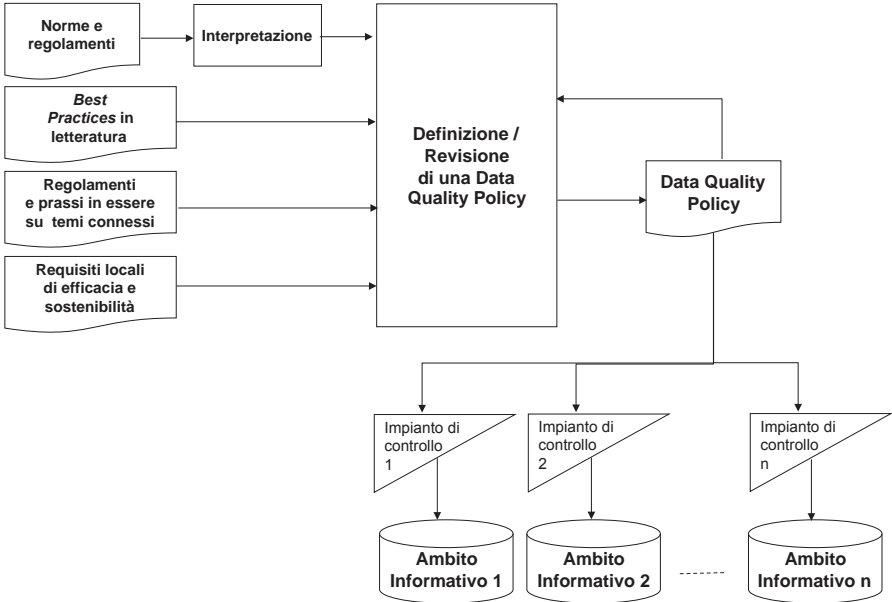 Norme e
regolamenti
Interpretazione
Best
Practices in
letteratura
Regolamenti
e prassi in essere
su temi connessi
Requisiti locali
di efficacia e
sostenibilità
Definizione /
Revisione
di una Data
Quality Policy
Data Quality
Policy
Impianto di
controllo
1
Impianto di
controllo
2
Impianto di
controllo
n
Ambito
Informativo 1
Ambito
Informativo 2
Ambito
Informativo n